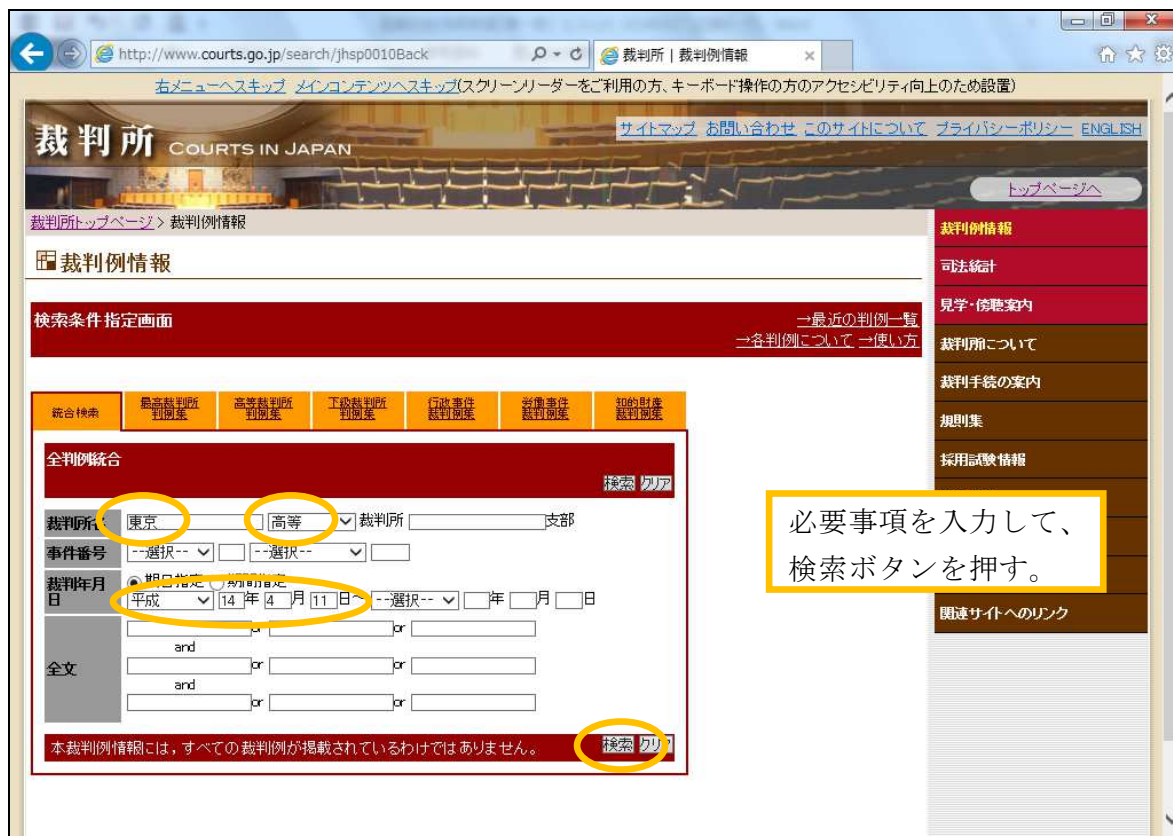 http://www.courts.go.jp/search/jhsp0010Back
裁判所 | 裁判例情報
右メニューへスキップ メインコンテンツへスキップ(スクリーンリーダーをご利用の方、キーボード操作の方のアクセシビリティ向上のため設置)
裁判所 COURTS IN JAPAN
サイトマップ お問い合わせ このサイトについて プライバシーポリシー ENGLISH
トップページへ
裁判所トップページ > 裁判例情報
裁判例情報
検索条件指定画面
→最近の判例一覧
→各判例について →使い方
統合検索
最高裁判所判例集
高等裁判所判例集
下級裁判所判例集
行政事件裁判例集
労働事件裁判例集
知的財産裁判例集
全判例統合
検索 クリア
裁判所名 東京 高等 裁判所 支部
事件番号 --選択-- --選択--
裁判年月日 期日指定 期間指定
平成 14 年 4 月 11 日~ --選択-- 年 月 日
全文
or or
and
or or
and
or or
本裁判例情報には,すべての裁判例が掲載されているわけではありません。 検索 クリア
裁判例情報
司法統計
見学・傍聴案内
裁判所について
裁判手続の案内
規則集
採用試験情報
関連サイトへのリンク
必要事項を入力して、
検索ボタンを押す。